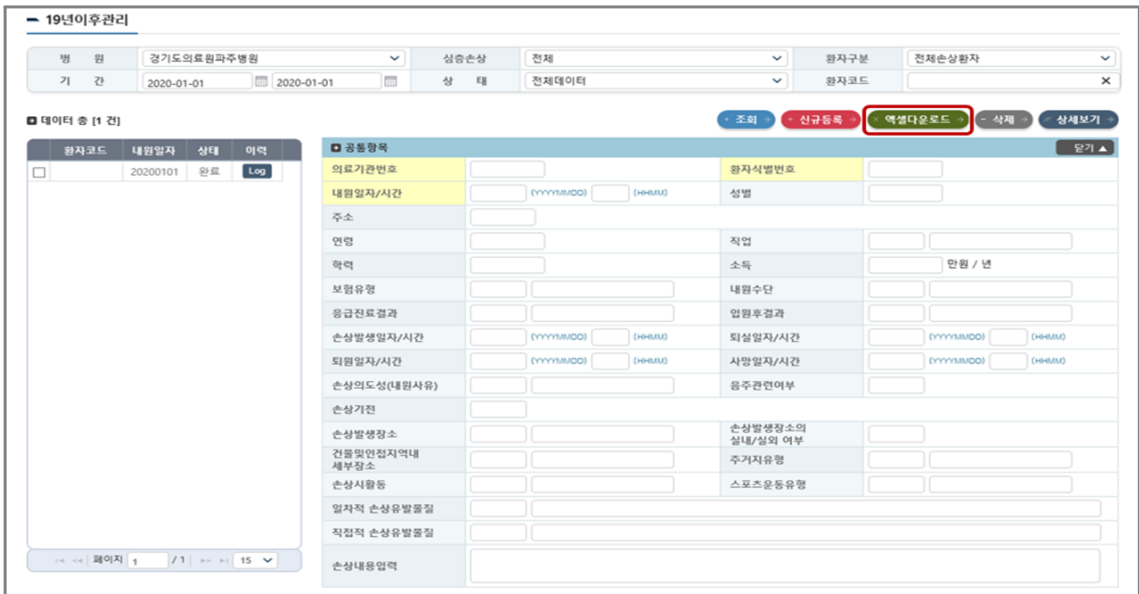 19년이후관리
병 원 경기도의료원파주병원 심층손상 전체 환자구분 전체손상환자
기 간 2020-01-01 2020-01-01 상 태 전체데이터 환자코드
데이터 총 [1 건] 조회 신규등록 엑셀다운로드 삭제 상세보기
환자코드 내원일자 상태 이력
20200101 완료 Log
공통항목 닫기 ▲
의료기관번호 환자식별번호
내원일자/시간 (YYYYMMDD) (HHMM) 성별
주소
연령 직업
학력 소득 만원 / 년
보험유형 내원수단
응급진료결과 입원후결과
손상발생일자/시간 (YYYYMMDD) (HHMM) 퇴실일자/시간 (YYYYMMDD) (HHMM)
퇴원일자/시간 (YYYYMMDD) (HHMM) 사망일자/시간 (YYYYMMDD) (HHMM)
손상의도성(내원사유) 음주관련여부
손상기전
손상발생장소 손상발생장소의
실내/실외 여부
건물및인접지역내
세부장소 주거지유형
손상시활동 스포츠운동유형
일차적 손상유발물질
직접적 손상유발물질
손상내용입력
페이지 1 / 1 15